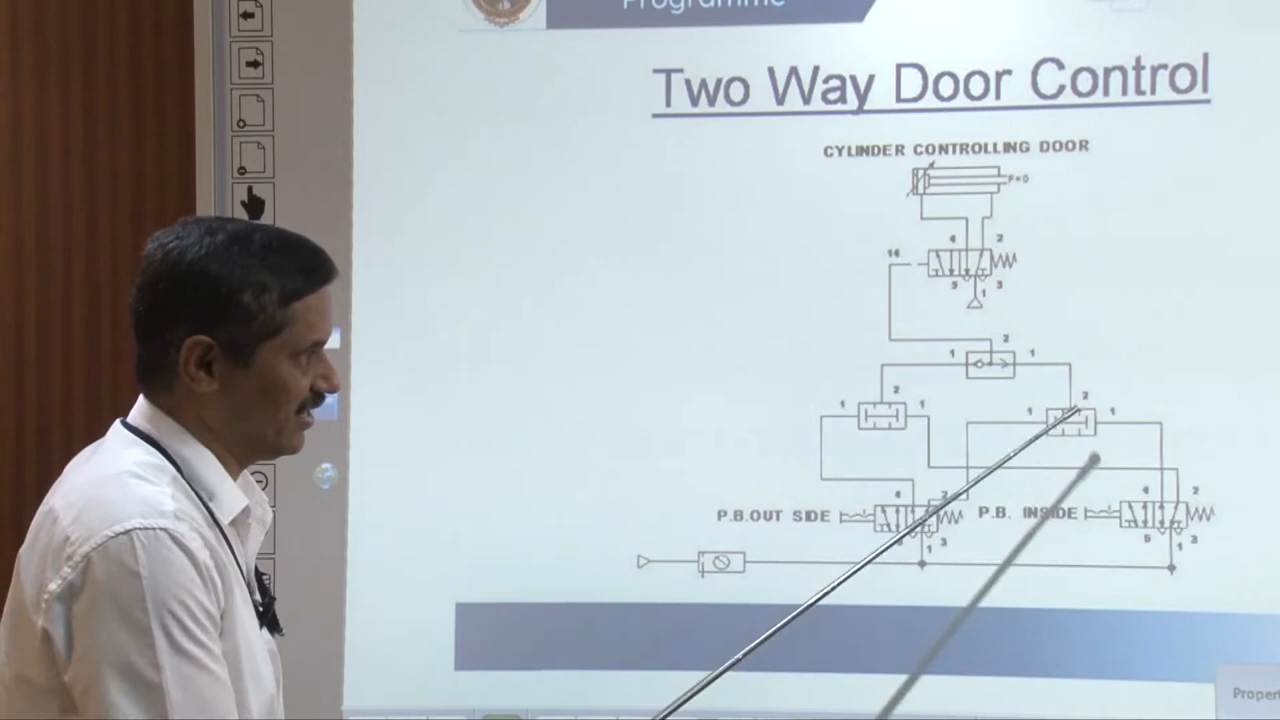 Programme
Two Way Door Control
CYLINDER CONTROLLING DOOR
F=0
4 2
14
5 3
1
2
1 1
2 2
1 1 1 1
4 2 4 2
P.B.OUT SIDE P.B. INSIDE
5 3 5 3
1 1